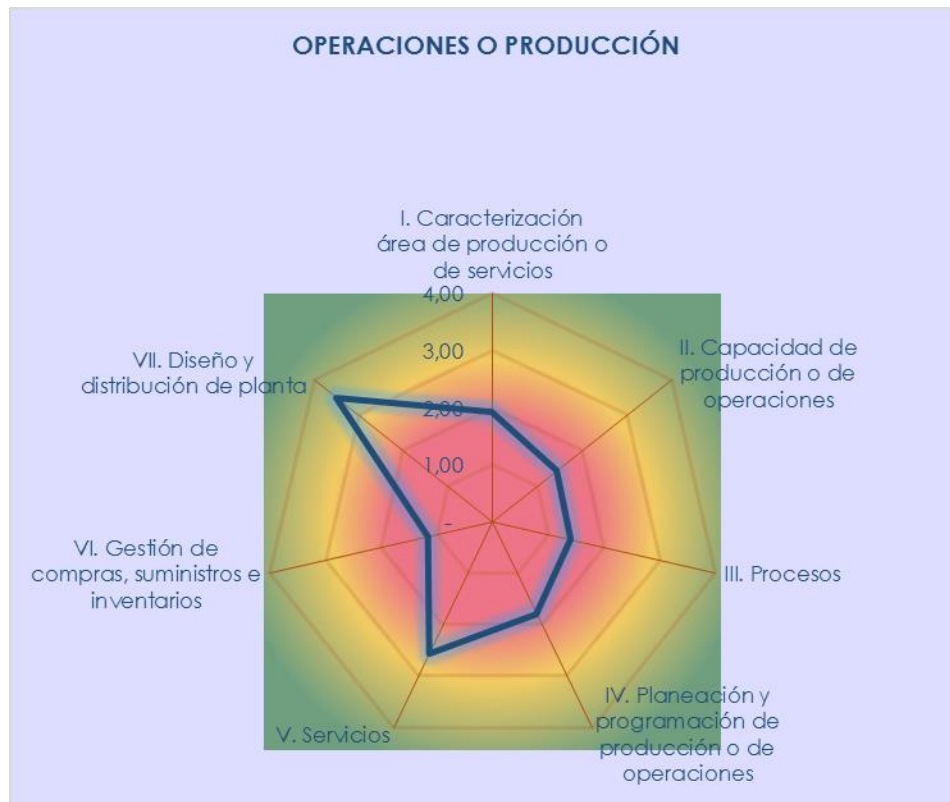 OPERACIONES O PRODUCCIÓN
I. Caracterización
área de producción o
de servicios
4,00
3,00
2,00
1,00
-
II. Capacidad de
producción o de
operaciones
III. Procesos
IV. Planeación y
programación de
producción o de
operaciones
V. Servicios
VI. Gestión de
compras, suministros e
inventarios
VII. Diseño y
distribución de planta